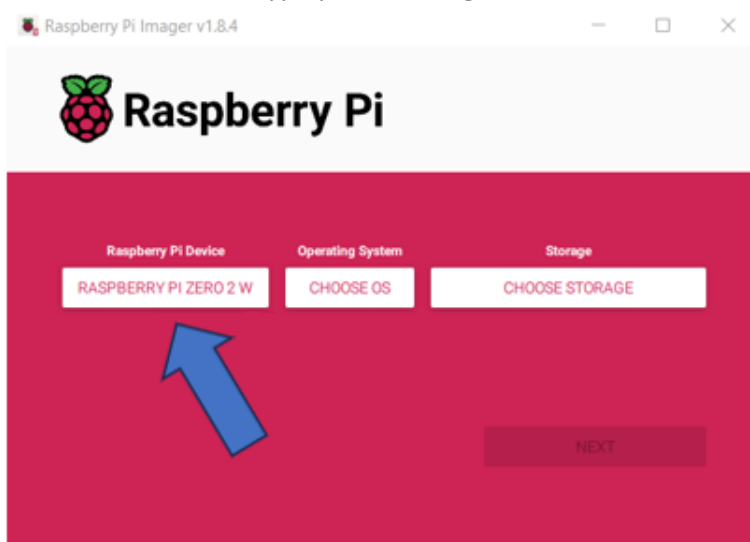 Raspberry Pi Imager v1.8.4
Raspberry Pi
Raspberry Pi Device Operating System Storage
RASPBERRY PI ZERO 2 W CHOOSE OS CHOOSE STORAGE
NEXT